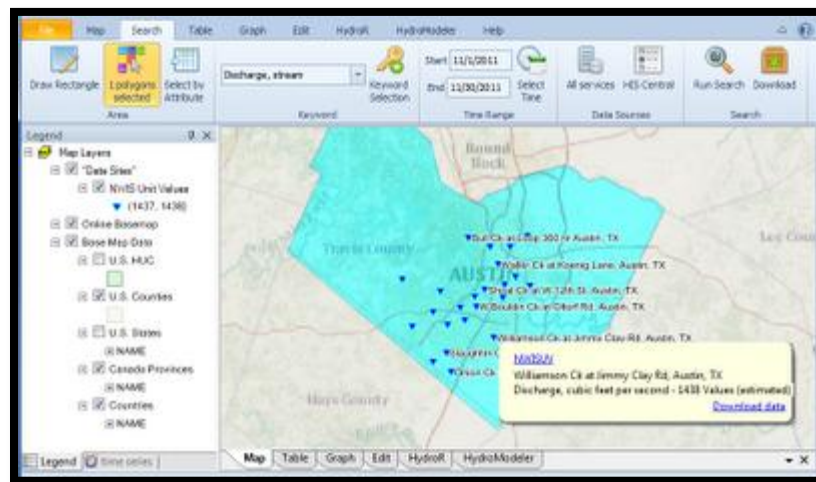 Map Search Table Graph Edit HydroR HydroModeler Help
Draw Rectangle
1 polygons selected
Select by Attribute
Area
Discharge, stream
Keyword Selection
Keyword
Start 11/1/2011
End 11/30/2011
Select Time
Time Range
All services
HIS Central
Data Sources
Run Search
Download
Search
Legend
Map Layers
"Data Sites"
NWIS Unit Values
(1437, 1438)
Online Basemap
Base Map Data
U.S. HUC
U.S. Counties
U.S. States
NAME
Canada Provinces
NAME
Counties
NAME
Legend
time series
Round Rock
Travis County
AUSTIN
Hays County
Bull Ck at Loop 360 nr Austin, TX
Waller Ck at Koenig Lane, Austin, TX
Shoal Ck at W 12th St, Austin, TX
W Bouldin Ck at Oltorf Rd, Austin, TX
Williamson Ck at Jimmy Clay Rd, Austin, TX
Slaughter C
Onion Ck
NWISUV
Williamson Ck at Jimmy Clay Rd, Austin, TX
Discharge, cubic feet per second - 1438 Values (estimated)
Download data
Map Table Graph Edit HydroR HydroModeler